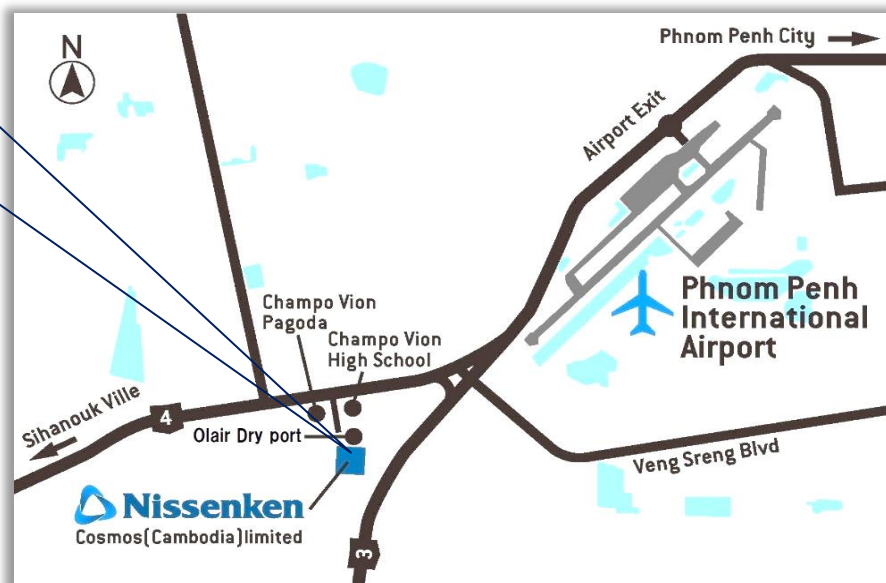 N
Phnom Penh City
Airport Exit
Phnom Penh
International
Airport
Champo Vion
Pagoda
Champo Vion
High School
Sihanouk Ville
4
Olair Dry port
Veng Sreng Blvd
Nissenken
Cosmos(Cambodia)limited
3